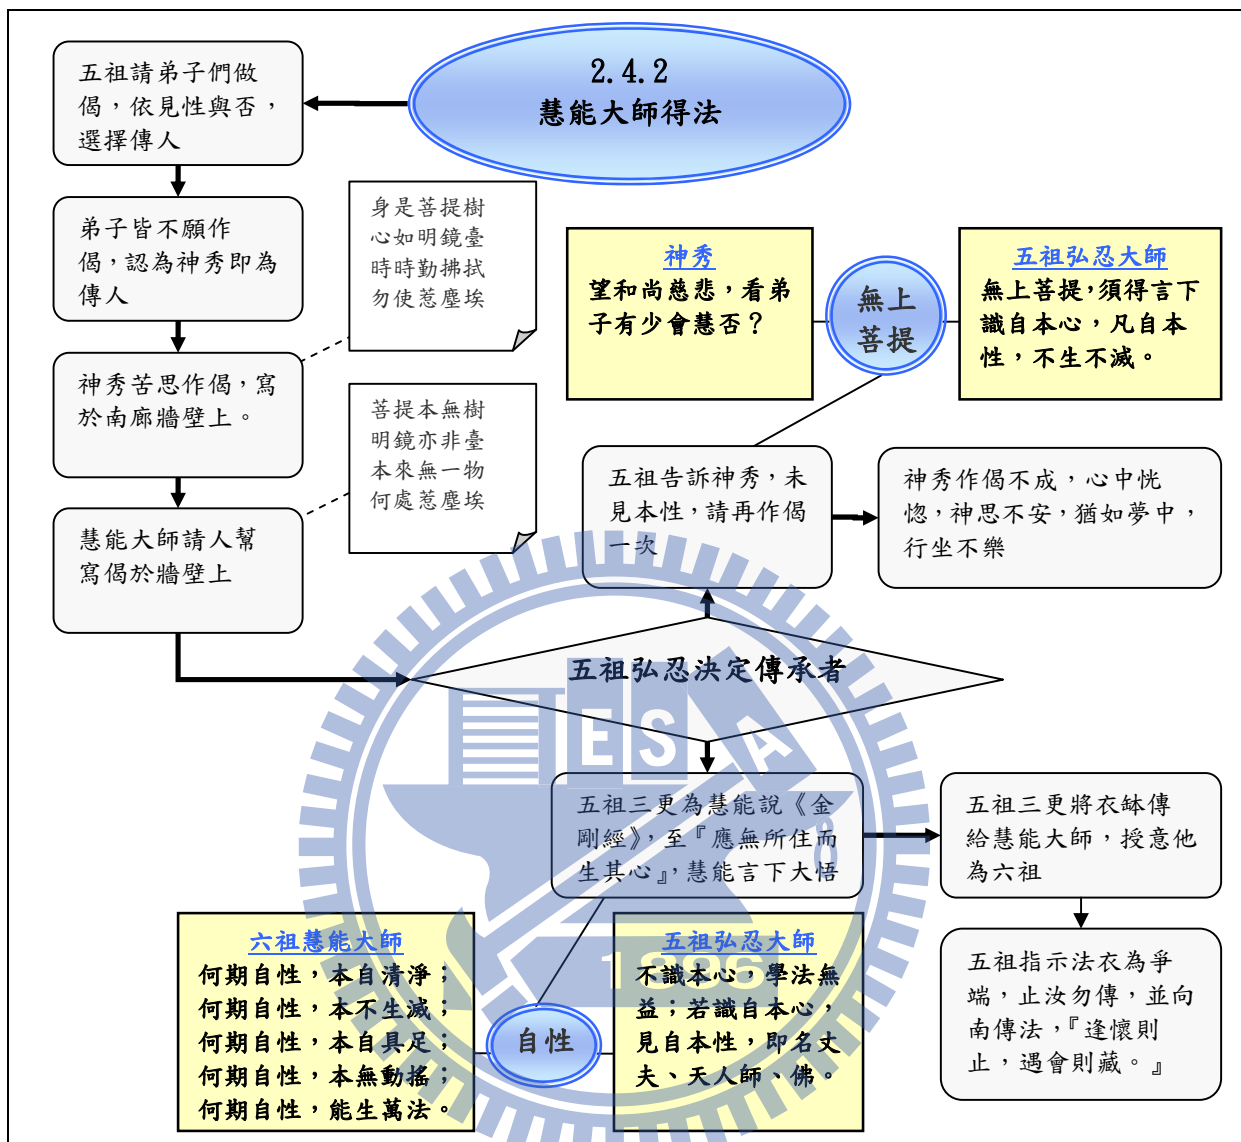 2.4.2
慧能大師得法
五祖請弟子們做
偈，依見性與否，
選擇傳人
弟子皆不願作
偈，認為神秀即為
傳人
身是菩提樹
心如明鏡臺
時時勤拂拭
勿使惹塵埃
神秀苦思作偈，寫
於南廊牆壁上。
菩提本無樹
明鏡亦非臺
本來無一物
何處惹塵埃
慧能大師請人幫
寫偈於牆壁上
神秀
望和尚慈悲，看弟
子有少會慧否？
無上
菩提
五祖弘忍大師
無上菩提，須得言下
識自本心，凡自本
性，不生不滅。
五祖告訴神秀，未
見本性，請再作偈
一次
神秀作偈不成，心中恍
惚，神思不安，猶如夢中，
行坐不樂
五祖弘忍決定傳承者
五祖三更為慧能說《金
剛經》，至『應無所住而
生其心』，慧能言下大悟
五祖三更將衣缽傳
給慧能大師，授意他
為六祖
五祖指示法衣為爭
端，止汝勿傳，並向
南傳法，『逢懷則
止，遇會則藏。』
六祖慧能大師
何期自性，本自清淨；
何期自性，本不生滅；
何期自性，本自具足；
何期自性，本無動搖；
何期自性，能生萬法。
自性
五祖弘忍大師
不識本心，學法無
益；若識自本心，
見自本性，即名丈
夫、天人師、佛。
ESA
1896